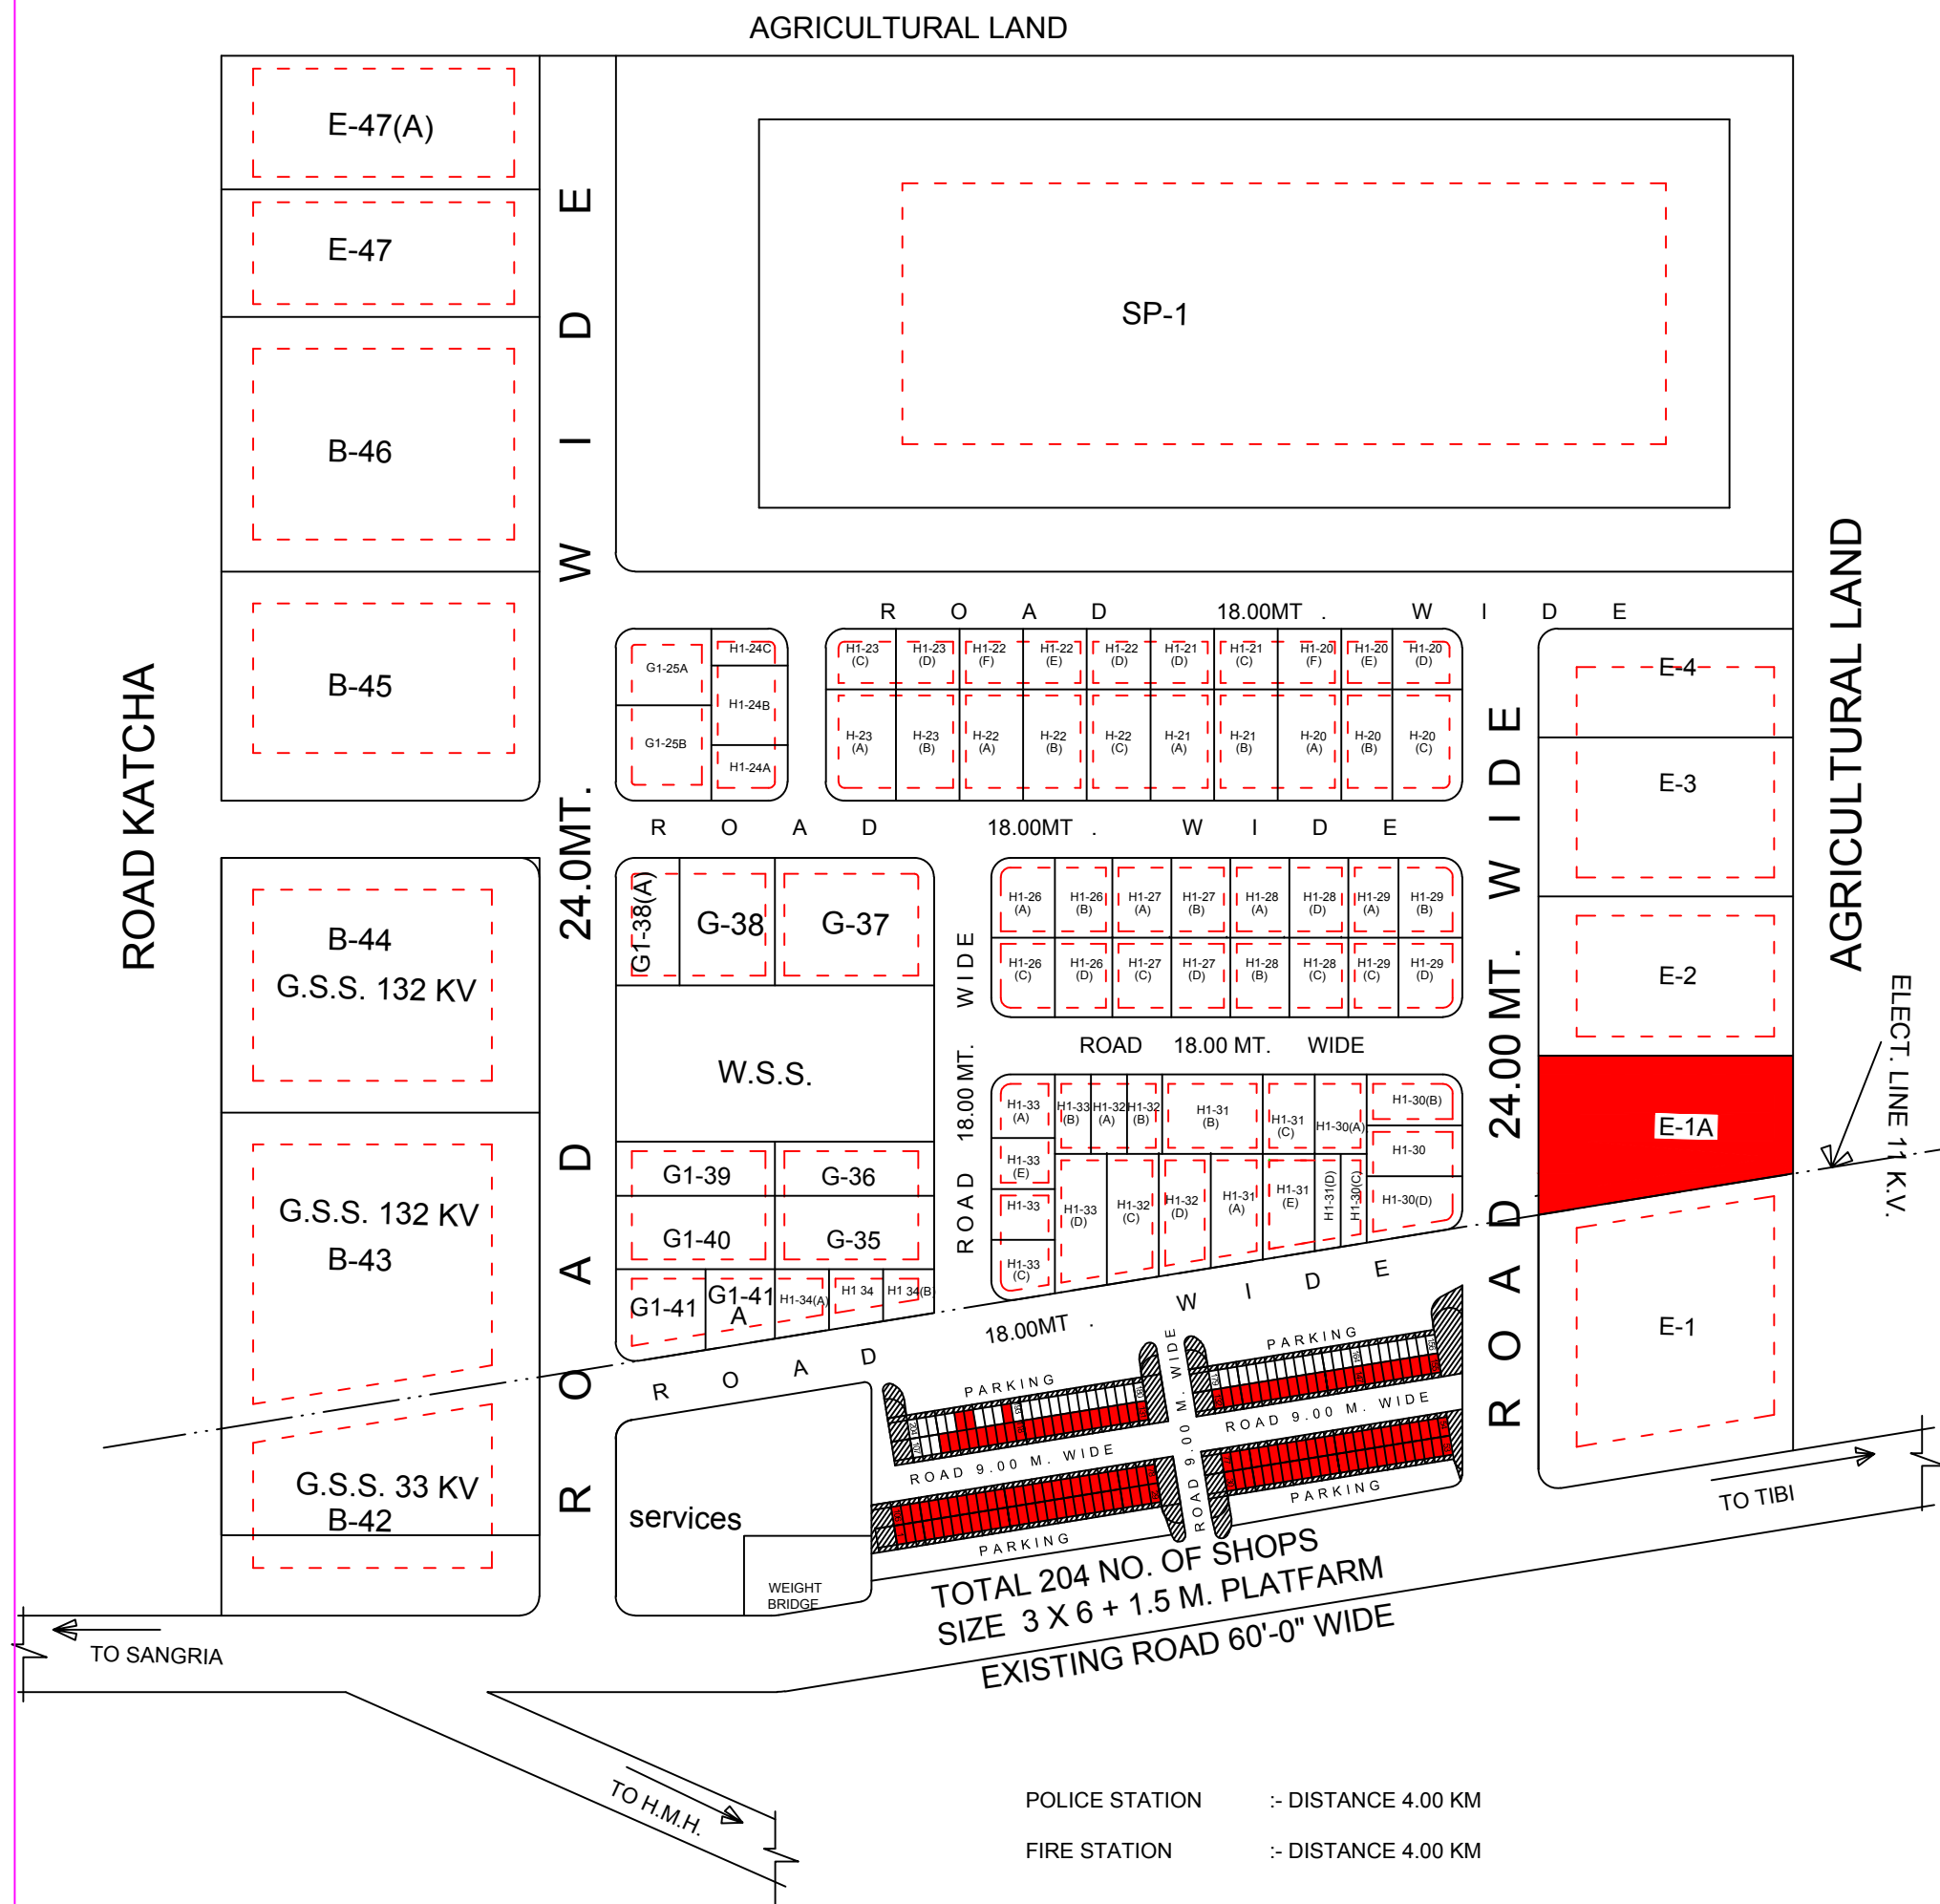 AGRICULTURAL LAND
E-47(A)
E-47
B-46
B-45
ROAD KATCHA
B-44
G.S.S. 132 KV
G.S.S. 132 KV
B-43
G.S.S. 33 KV
B-42
ROAD 24.0MT. WIDE
SP-1
ROAD 18.00MT . WIDE
G1-25A
G1-25B
H1-24C
H1-24B
H1-24A
H1-23
(C)
H1-23
(D)
H1-22
(F)
H1-22
(E)
H1-22
(D)
H1-21
(D)
H1-21
(C)
H1-20
(F)
H1-20
(E)
H1-20
(D)
H-23
(A)
H-23
(B)
H-22
(A)
H-22
(B)
H-22
(C)
H-21
(A)
H-21
(B)
H-20
(A)
H-20
(B)
H-20
(C)
ROAD 18.00MT . WIDE
G1-38(A)
G-38
G-37
W.S.S.
G1-39
G-36
G1-40
G-35
G1-41
G1-41
A
H1-34(A)
H1 34
H1 34(B)
ROAD 18.00 MT. WIDE
H1-26
(A)
H1-26
(B)
H1-27
(A)
H1-27
(B)
H1-28
(A)
H1-28
(D)
H1-29
(A)
H1-29
(B)
H1-26
(C)
H1-26
(D)
H1-27
(C)
H1-27
(D)
H1-28
(B)
H1-28
(C)
H1-29
(C)
H1-29
(D)
ROAD 18.00 MT. WIDE
H1-33
(A)
H1-33
(B)
H1-32
(A)
H1-32
(B)
H1-31
(B)
H1-31
(C)
H1-30(A)
H1-30(B)
H1-33
(E)
H1-30
H1-33
H1-33
(D)
H1-32
(C)
H1-32
(D)
H1-31
(A)
H1-31
(E)
H1-31(D)
H1-30(C)
H1-30(D)
H1-33
(C)
ROAD 18.00MT . WIDE
ROAD 24.00 MT. WIDE
E-4
E-3
E-2
E-1A
E-1
AGRICULTURAL LAND
ELECT. LINE 11 K.V.
PARKING
PARKING
ROAD 9.00 M. WIDE
ROAD 9.00 M. WIDE
ROAD 9.00 M. WIDE
PARKING
PARKING
services
WEIGHT
BRIDGE
TOTAL 204 NO. OF SHOPS
SIZE 3 X 6 + 1.5 M. PLATFARM
EXISTING ROAD 60'-0" WIDE
TO TIBI
TO SANGRIA
TO H.M.H.
POLICE STATION :- DISTANCE 4.00 KM
FIRE STATION :- DISTANCE 4.00 KM